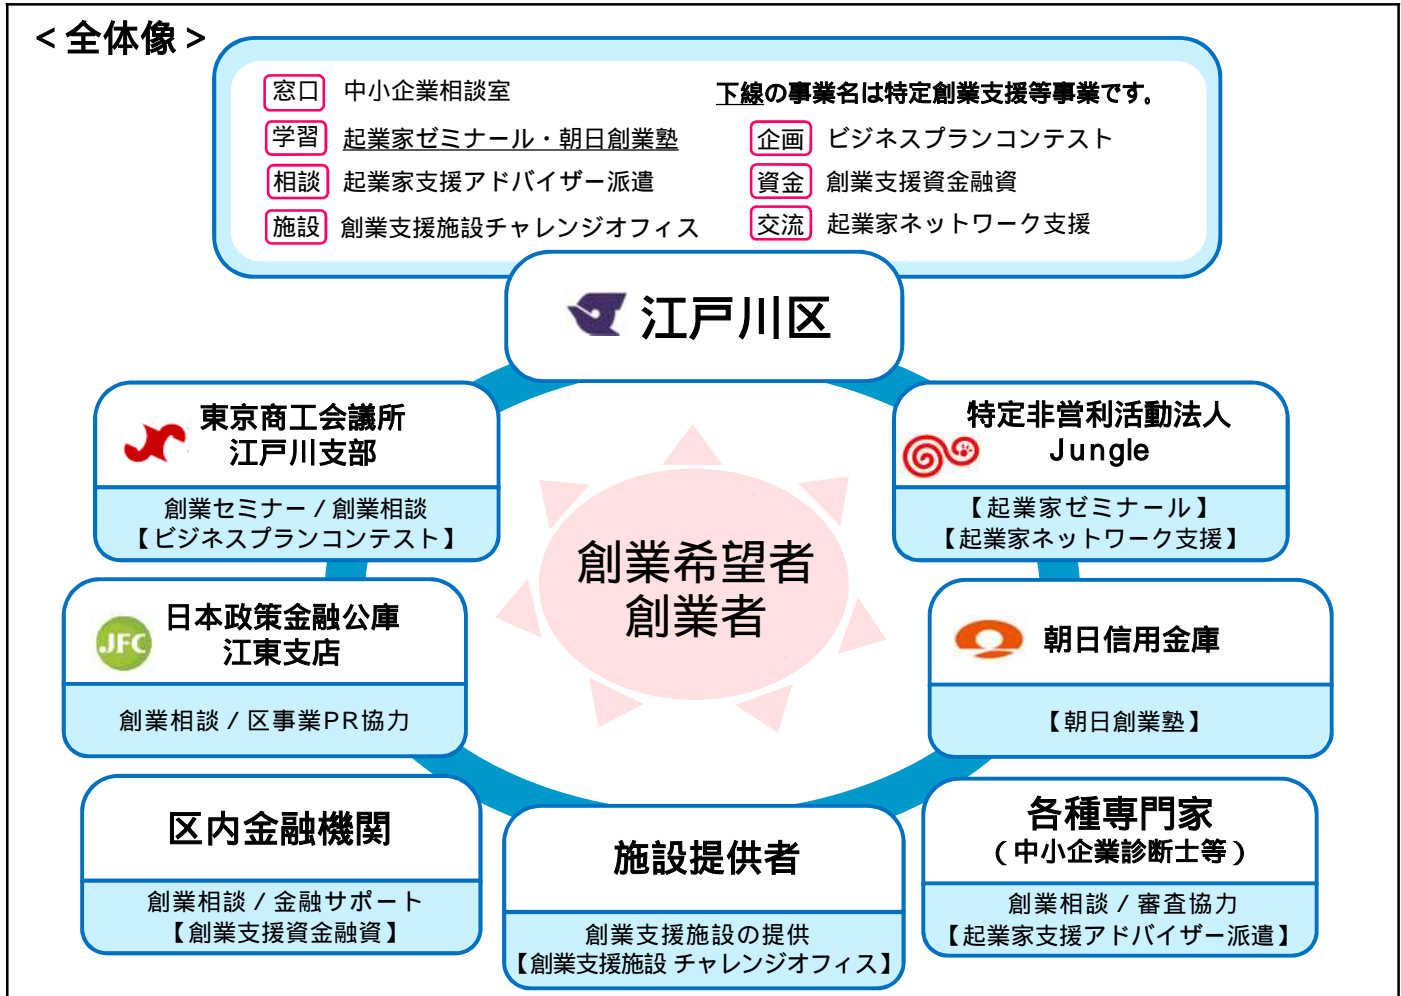 ＜全体像＞
窓口 中小企業相談室
下線の事業名は特定創業支援等事業です。
学習 起業家ゼミナール・朝日創業塾
企画 ビジネスプランコンテスト
相談 起業家支援アドバイザー派遣
資金 創業支援資金融資
施設 創業支援施設チャレンジオフィス
交流 起業家ネットワーク支援
江戸川区
東京商工会議所
江戸川支部
創業セミナー / 創業相談
【ビジネスプランコンテスト】
特定非営利活動法人
Jungle
【起業家ゼミナール】
【起業家ネットワーク支援】
創業希望者
創業者
JFC
日本政策金融公庫
江東支店
創業相談 / 区事業PR協力
朝日信用金庫
【朝日創業塾】
区内金融機関
創業相談 / 金融サポート
【創業支援資金融資】
施設提供者
創業支援施設の提供
【創業支援施設 チャレンジオフィス】
各種専門家
（中小企業診断士等）
創業相談 / 審査協力
【起業家支援アドバイザー派遣】